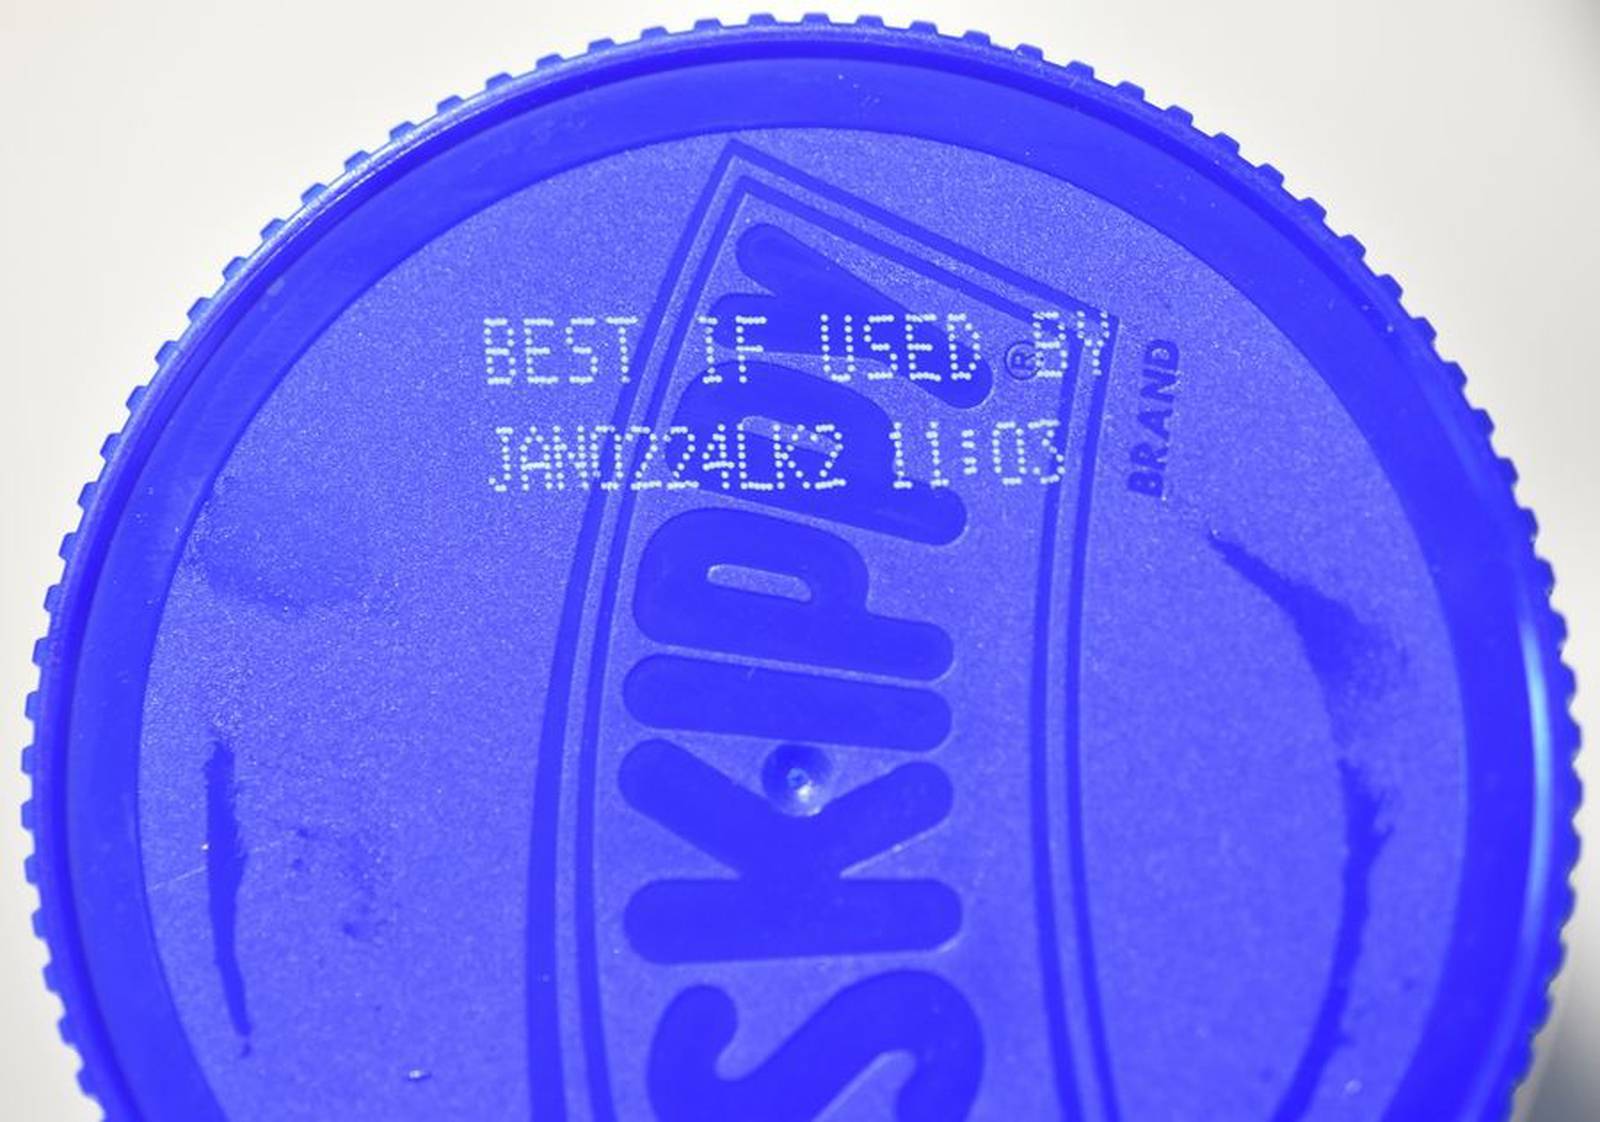 BEST IF USED BY
JAN0224LK2 11:03
SKIPPY®
BRAND